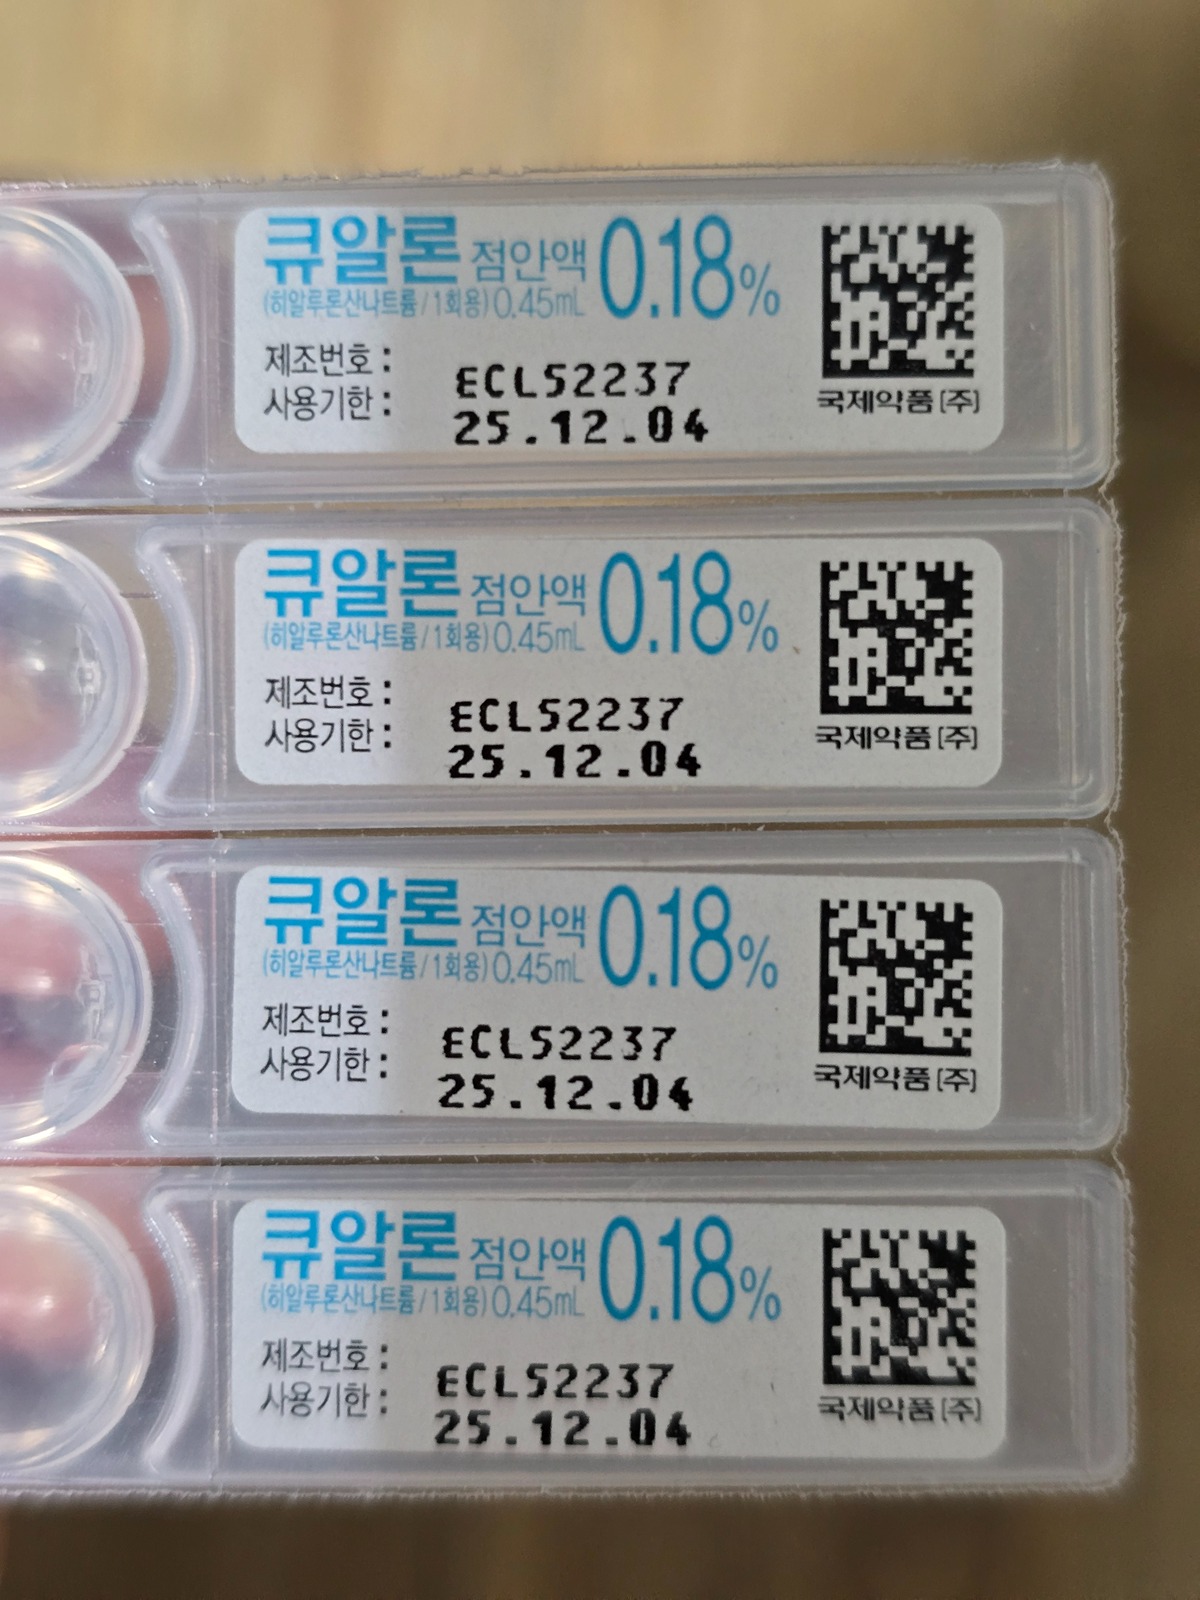 큐알론 점안액 0.18%
(히알루론산나트륨/1회용) 0.45mL
제조번호 : ECL52237
사용기한 : 25.12.04
국제약품(주)
큐알론 점안액 0.18%
(히알루론산나트륨/1회용) 0.45mL
제조번호 : ECL52237
사용기한 : 25.12.04
국제약품(주)
큐알론 점안액 0.18%
(히알루론산나트륨/1회용) 0.45mL
제조번호 : ECL52237
사용기한 : 25.12.04
국제약품(주)
큐알론 점안액 0.18%
(히알루론산나트륨/1회용) 0.45mL
제조번호 : ECL52237
사용기한 : 25.12.04
국제약품(주)